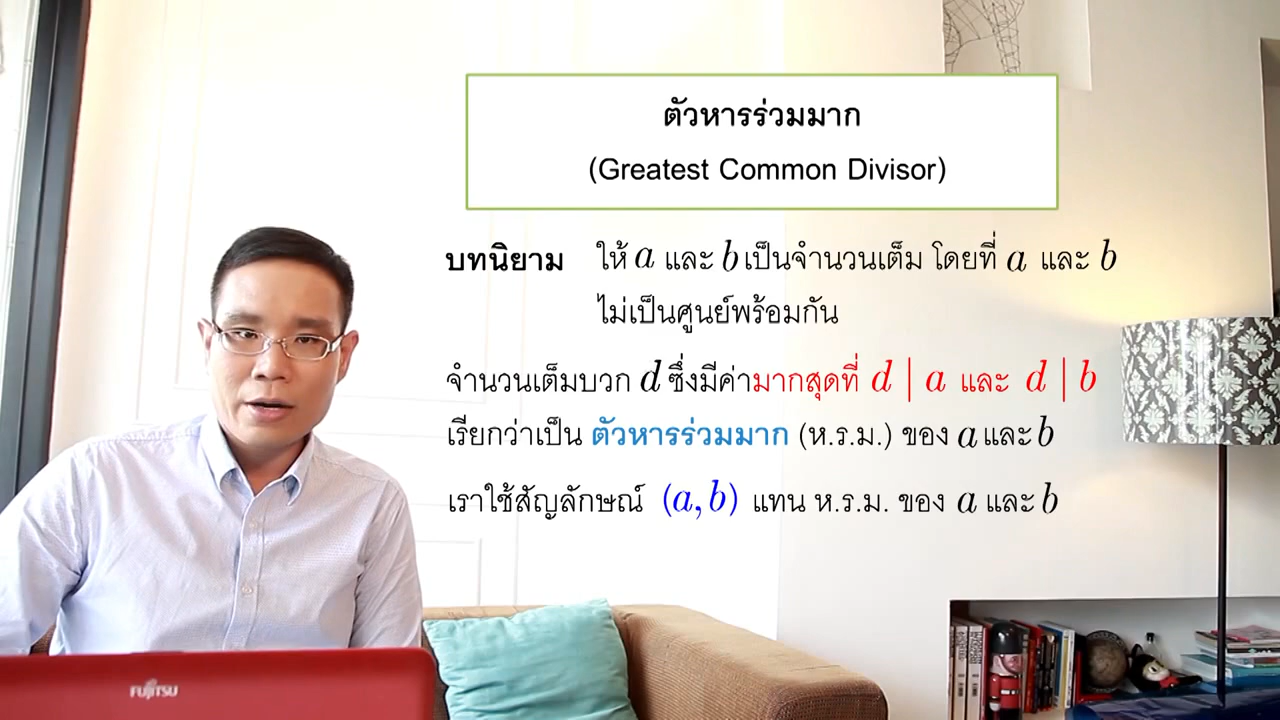 ตัวหารร่วมมาก
(Greatest Common Divisor)
บทนิยาม ให้ a และ b เป็นจำนวนเต็ม โดยที่ a และ b
ไม่เป็นศูนย์พร้อมกัน
จำนวนเต็มบวก d ซึ่งมีค่ามากสุดที่ d | a และ d | b
เรียกว่าเป็น ตัวหารร่วมมาก (ห.ร.ม.) ของ a และ b
เราใช้สัญลักษณ์ (a, b) แทน ห.ร.ม. ของ a และ b
FUJITSU